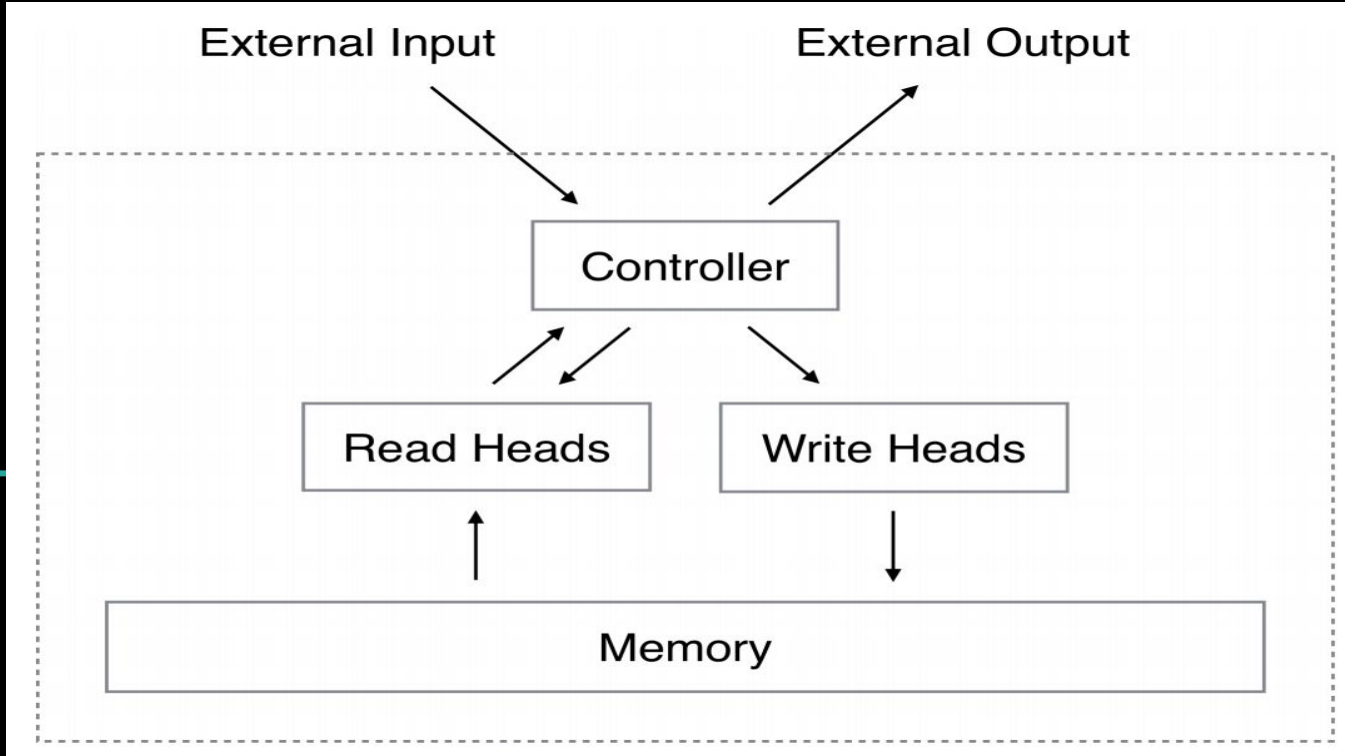 External Input
External Output
Controller
Read Heads
Write Heads
Memory